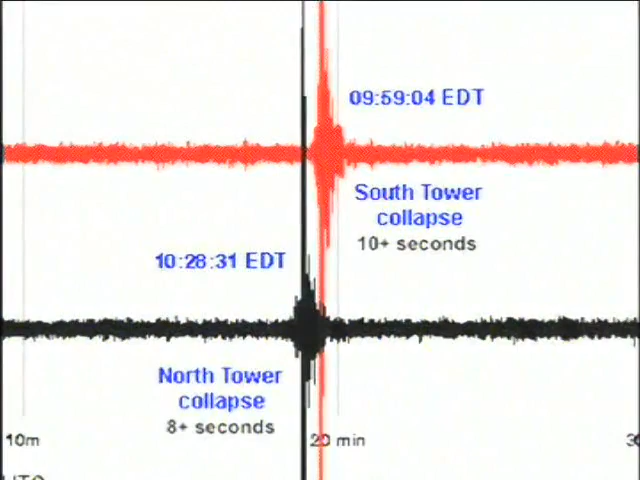 09:59:04 EDT
South Tower
collapse
10+ seconds
10:28:31 EDT
North Tower
collapse
8+ seconds
10m
20 min